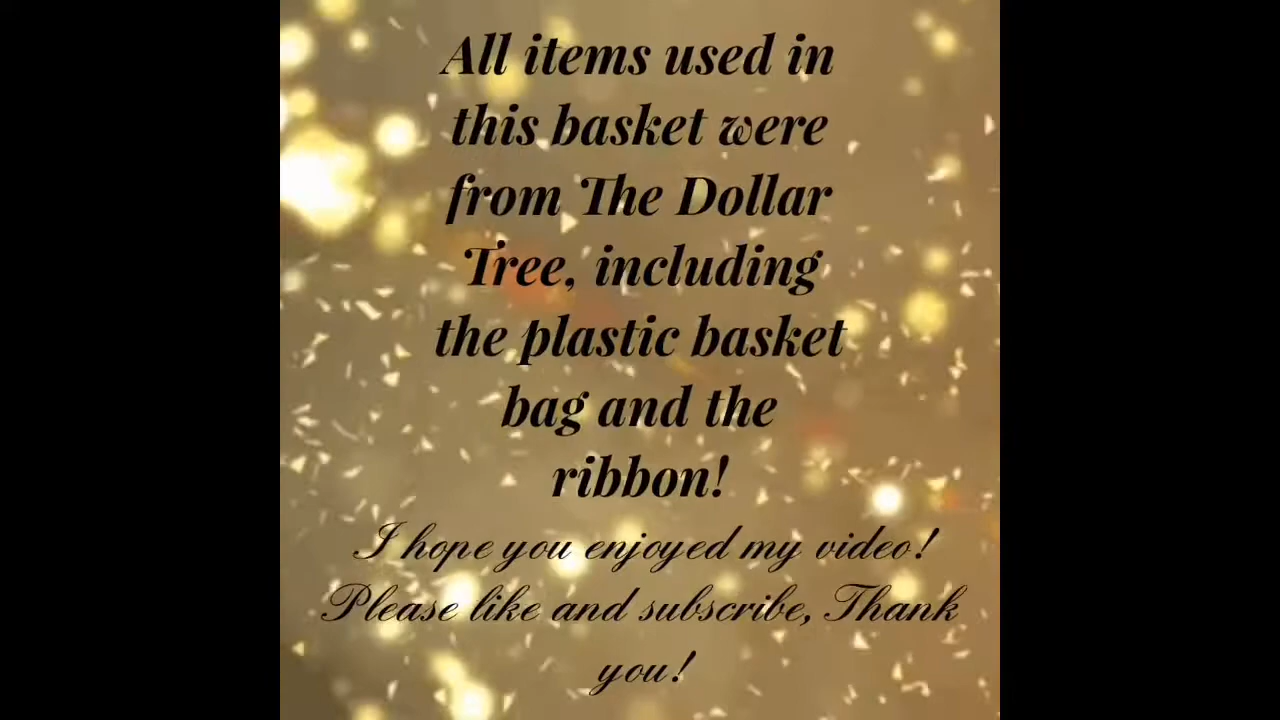 All items used in
this basket were
from The Dollar
Tree, including
the plastic basket
bag and the
ribbon!
I hope you enjoyed my video!
Please like and subscribe, Thank
you!